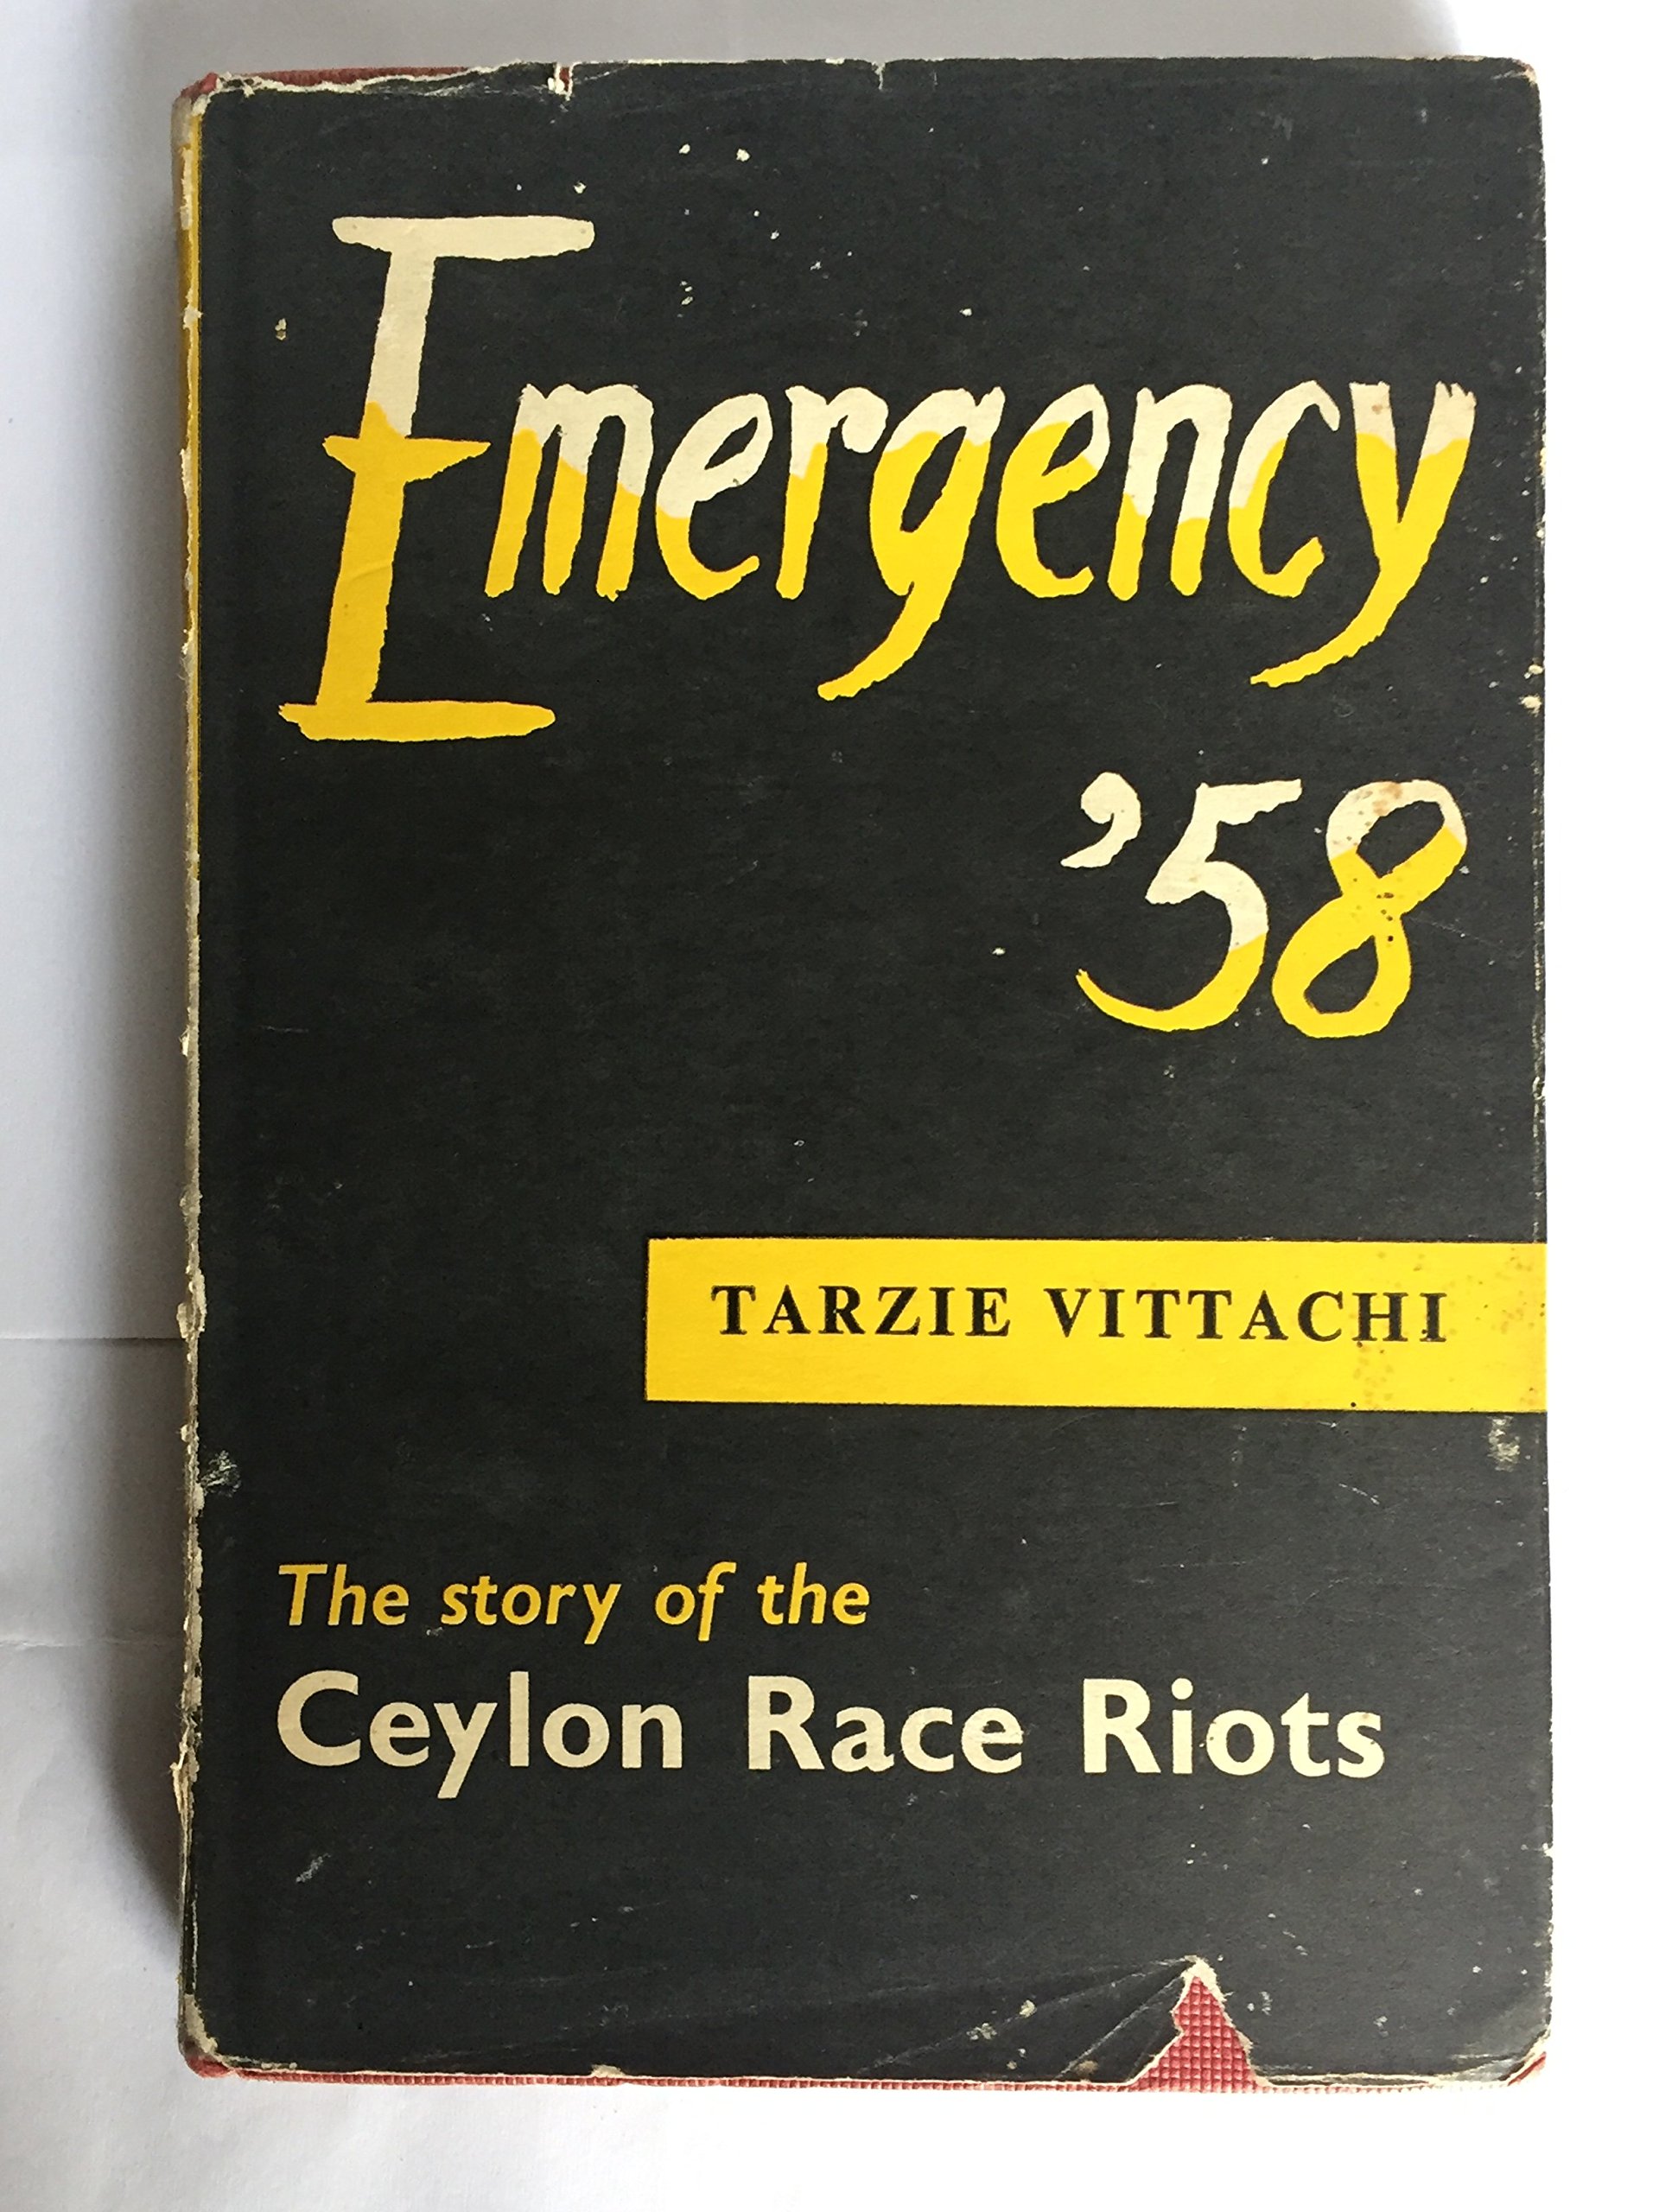 Emergency
’58
TARZIE VITTACHI
The story of the
Ceylon Race Riots